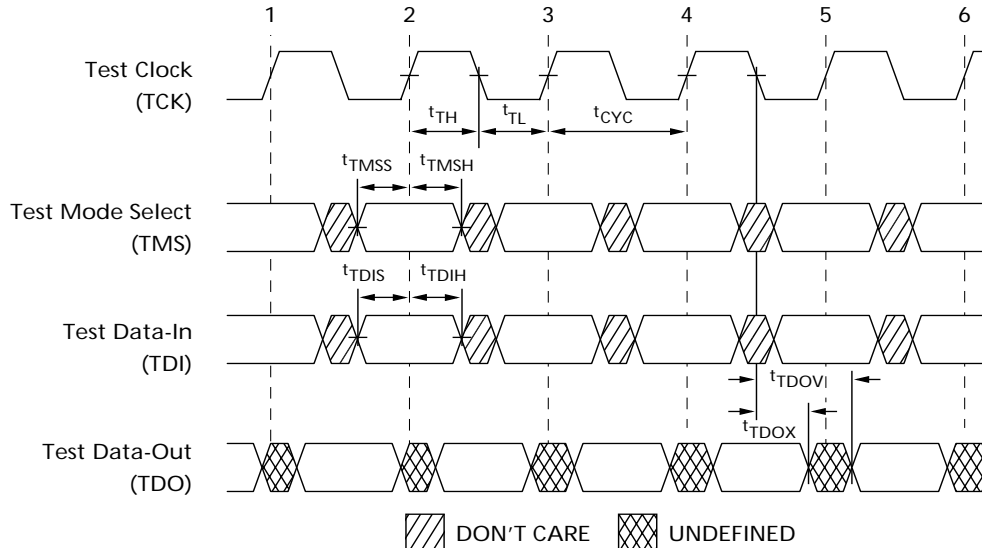 1 2 3 4 5 6
Test Clock
(TCK)
tTH tTL tCYC
tTMSS tTMSH
Test Mode Select
(TMS)
tTDIS tTDIH
Test Data-In
(TDI)
tTDOV
tTDOX
Test Data-Out
(TDO)
DON'T CARE UNDEFINED